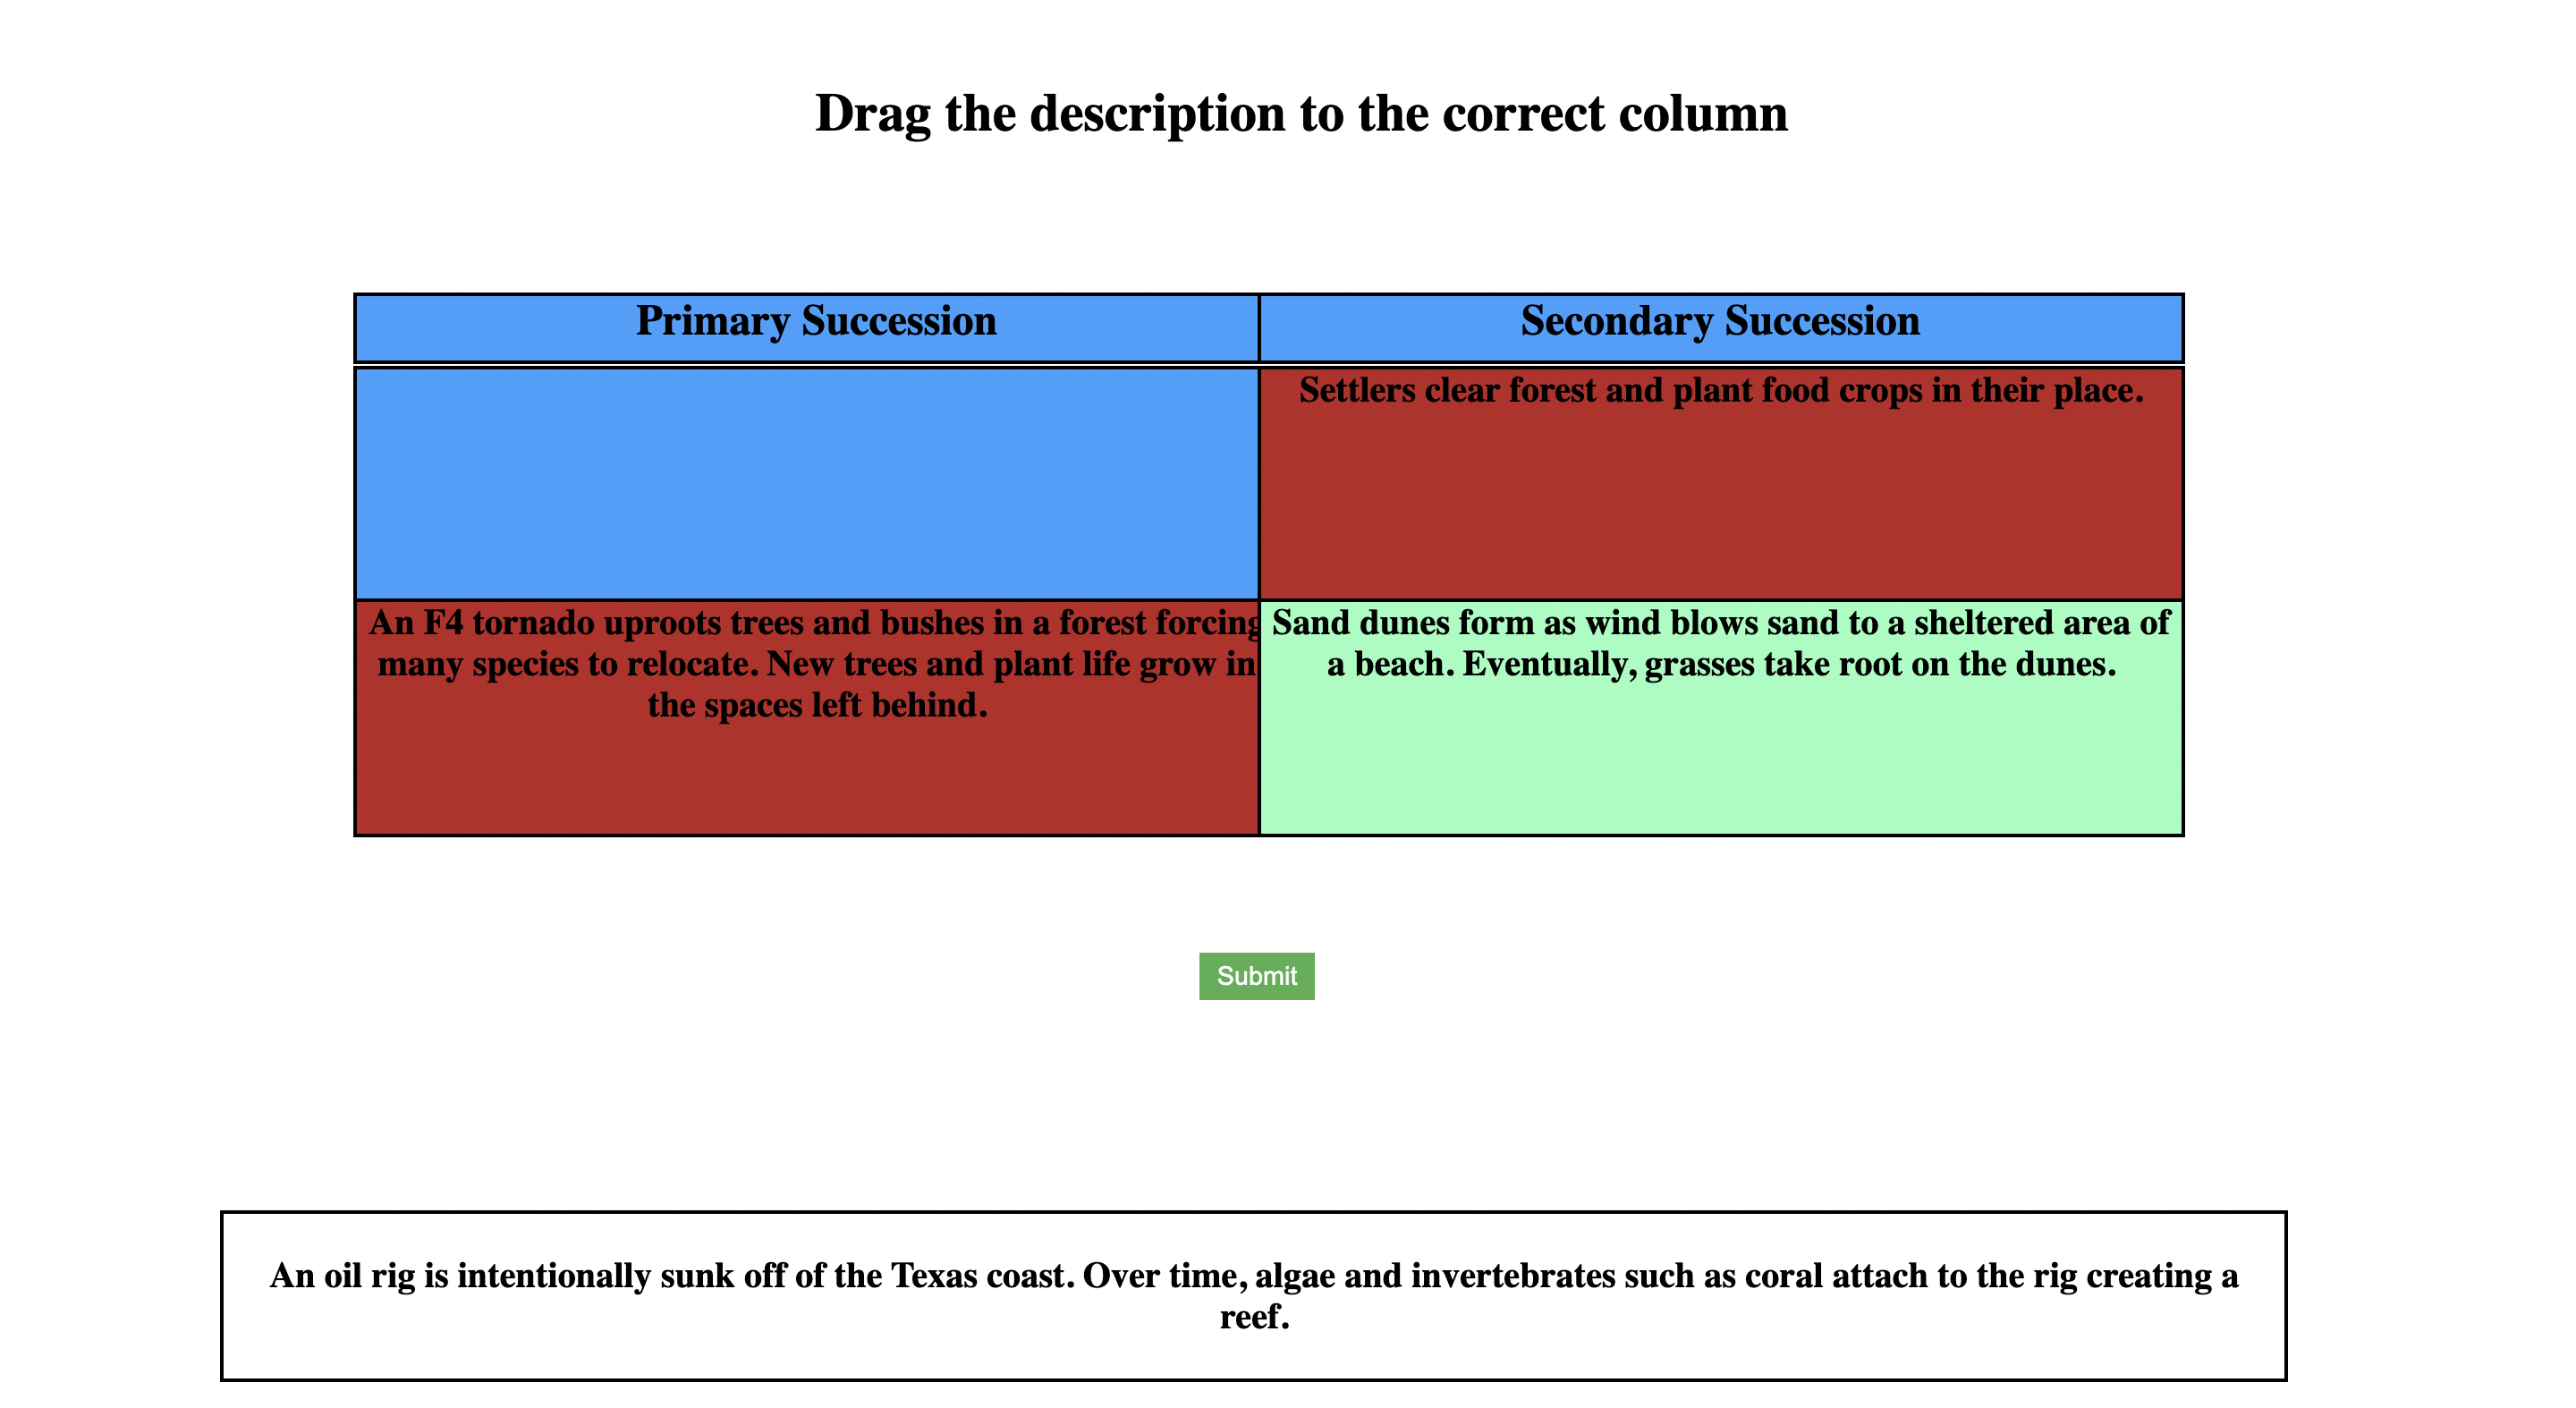 Drag the description to the correct column
Primary Succession
Secondary Succession
Settlers clear forest and plant food crops in their place.
An F4 tornado uproots trees and bushes in a forest forcing
many species to relocate. New trees and plant life grow in
the spaces left behind.
Sand dunes form as wind blows sand to a sheltered area of
a beach. Eventually, grasses take root on the dunes.
Submit
An oil rig is intentionally sunk off of the Texas coast. Over time, algae and invertebrates such as coral attach to the rig creating a
reef.